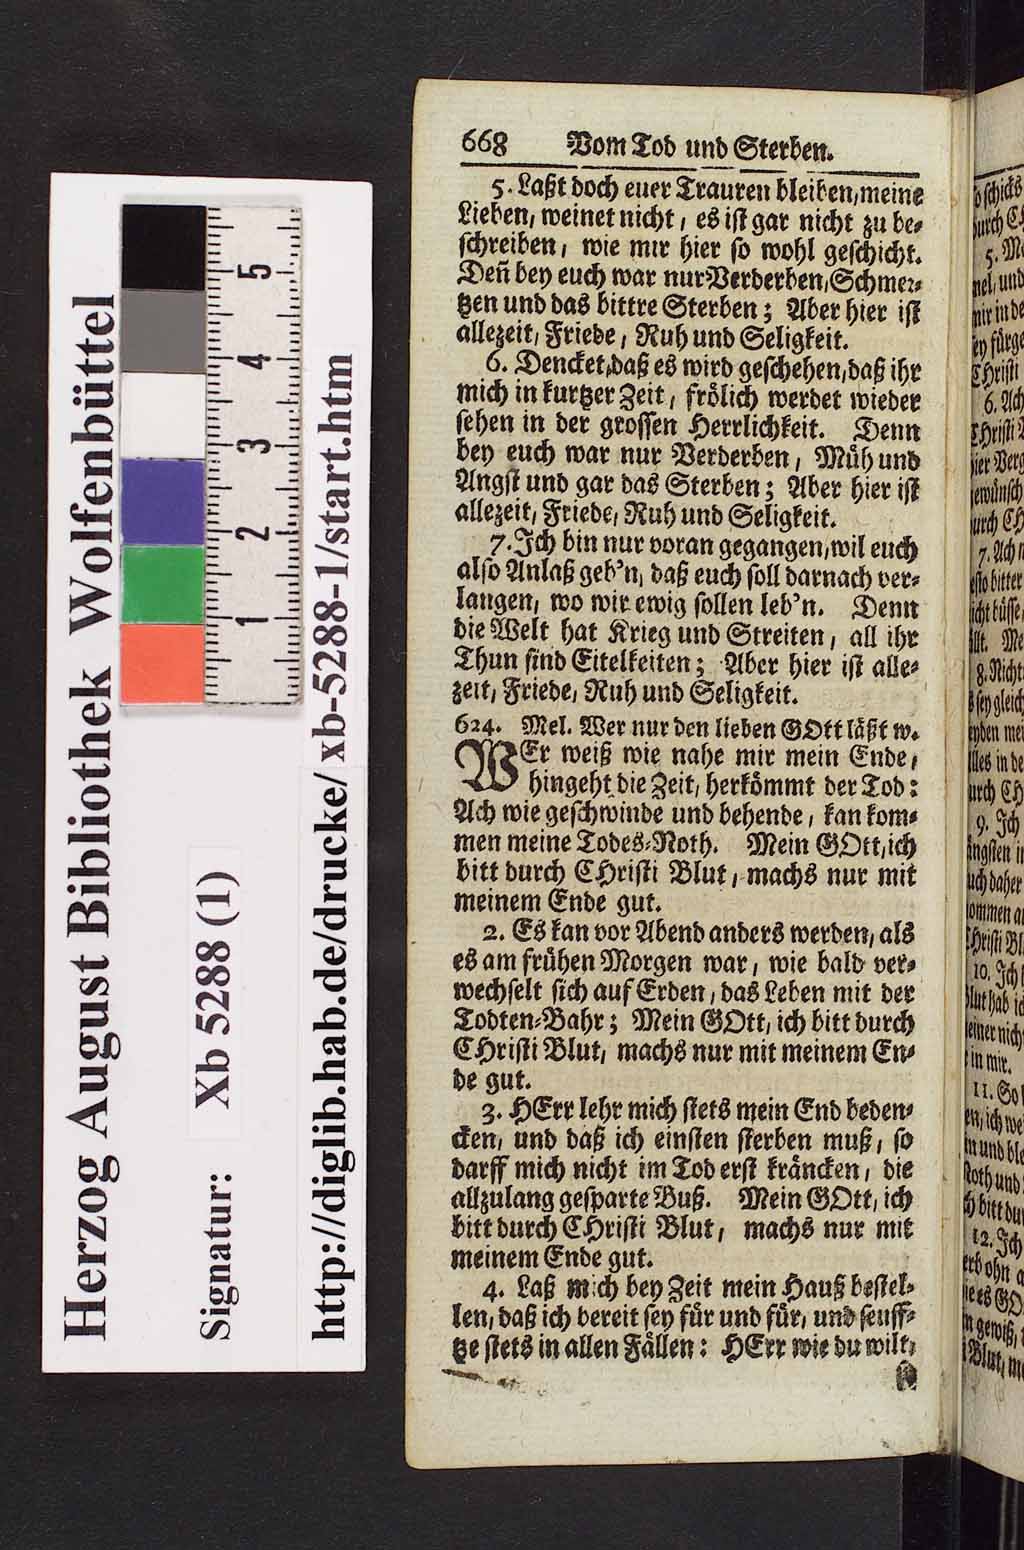 668 Vom Tod und Sterben.
5. Laßt doch euer Trauren bleiben, meine
Lieben, weinet nicht, es ist gar nicht zu be-
schreiben, wie mir hier so wohl geschicht.
Deñ bey euch war nur Verderben, Schmer-
tzen und das bittre Sterben; Aber hier ist
allezeit, Friede, Ruh und Seligkeit.
6. Dencket, daß es wird geschehen, daß ihr
mich in kurtzer Zeit, frölich werdet wieder
sehen in der grossen Herrlichkeit. Denn
bey euch war nur Verderben, Müh und
Angst und gar das Sterben; Aber hier ist
allezeit, Friede, Ruh und Seligkeit.
7. Ich bin nur voran gegangen, wil euch
also Anlaß geb'n, daß euch soll darnach ver-
langen, wo wir ewig sollen leb'n. Denn
die Welt hat Krieg und Streiten, all ihr
Thun sind Eitelkeiten; Aber hier ist alle-
zeit, Friede, Ruh und Seligkeit.
624. Mel. Wer nur den lieben GOtt läßt w.
WEr weiß wie nahe mir mein Ende,
hingeht die Zeit, herkömmt der Tod:
Ach wie geschwinde und behende, kan kom-
men meine Todes-Noth. Mein GOtt, ich
bitt durch CHristi Blut, machs nur mit
meinem Ende gut.
2. Es kan vor Abend anders werden, als
es am frühen Morgen war, wie bald ver-
wechselt sich auf Erden, das Leben mit der
Todten-Bahr; Mein GOtt, ich bitt durch
CHristi Blut, machs nur mit meinem En-
de gut.
3. HErr lehr mich stets mein End beden-
cken, und daß ich einsten sterben muß, so
darff mich nicht im Tod erst kräncken, die
allzulang gesparte Buß. Mein GOtt, ich
bitt durch CHristi Blut, machs nur mit
meinem Ende gut.
4. Laß mich bey Zeit mein Hauß bestel-
len, daß ich bereit sey für und für, und seuff-
tze stets in allen Fällen: HErr wie du wilt,
Herzog August Bibliothek Wolfenbüttel
Signatur: Xb 5288 (1)
http://diglib.hab.de/drucke/ xb-5288-1/start.htm
1 2 3 4 5